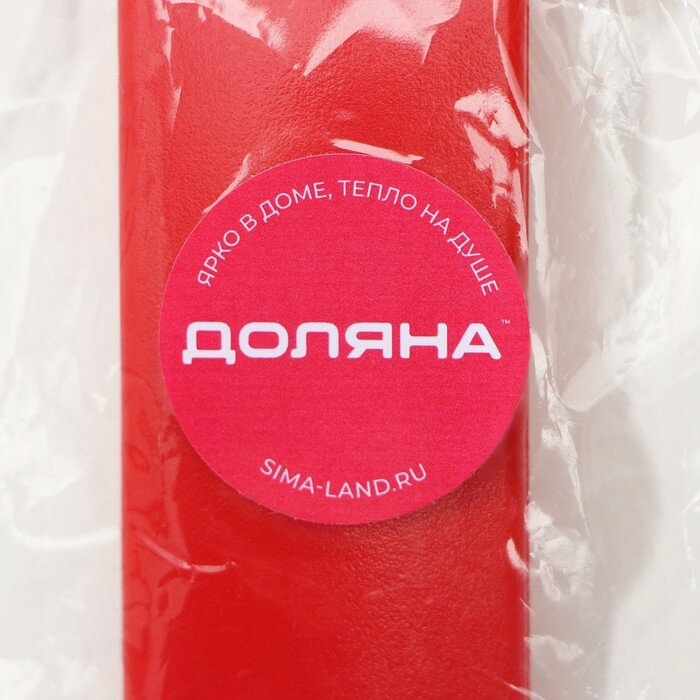 ЯРКО В ДОМЕ, ТЕПЛО НА ДУШЕ
ДОЛЯНА™
SIMA-LAND.RU